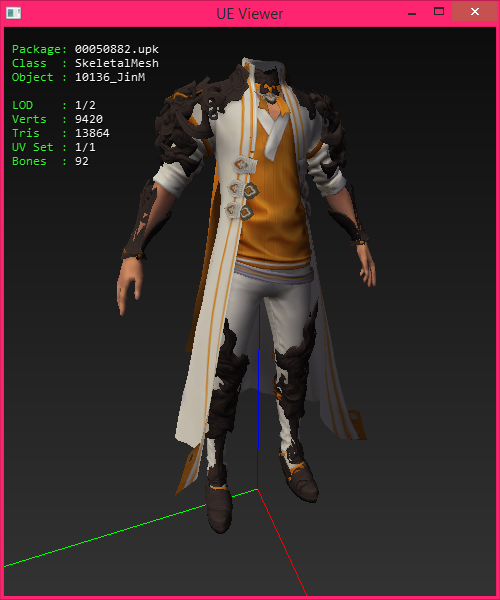 UE Viewer
Package: 00050882.upk
Class : SkeletalMesh
Object : 10136_JinM
LOD : 1/2
Verts : 9420
Tris : 13864
UV Set : 1/1
Bones : 92